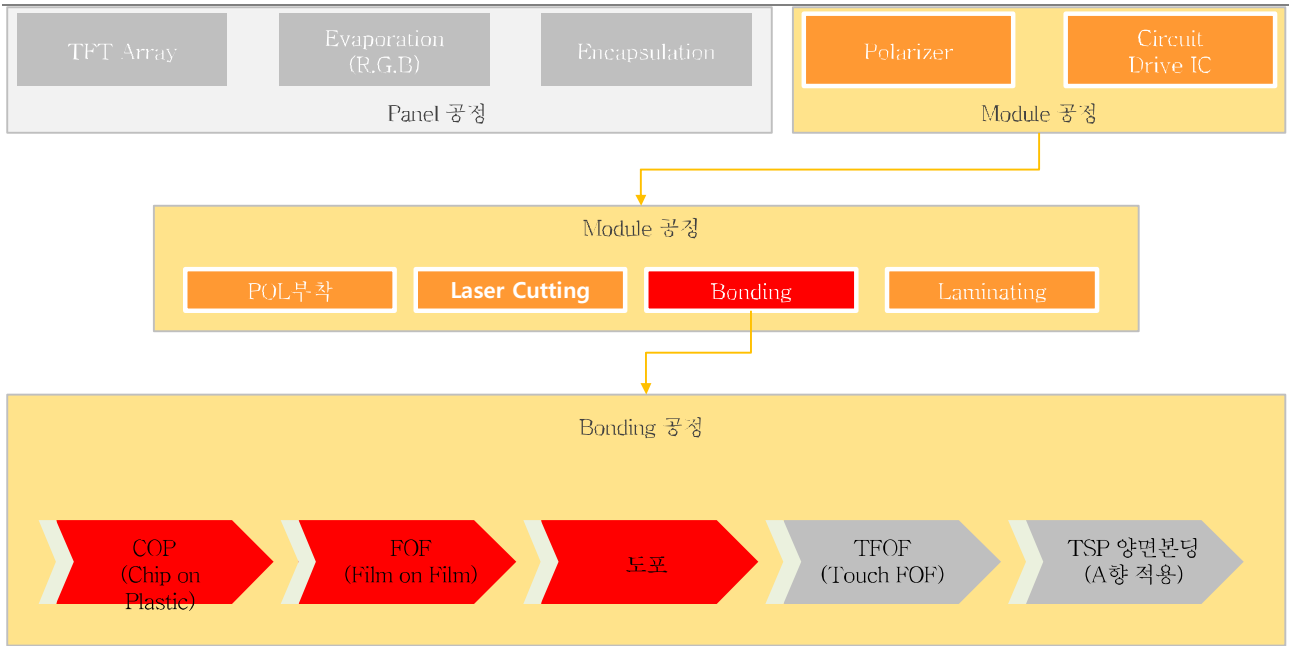 TFT Array
Evaporation
(R.G.B)
Encapsulation
Panel 공정
Polarizer
Circuit
Drive IC
Module 공정
Module 공정
POL부착
Laser Cutting
Bonding
Laminating
Bonding 공정
COP
(Chip on
Plastic)
FOF
(Film on Film)
도포
TFOF
(Touch FOF)
TSP 양면본딩
(A향 적용)